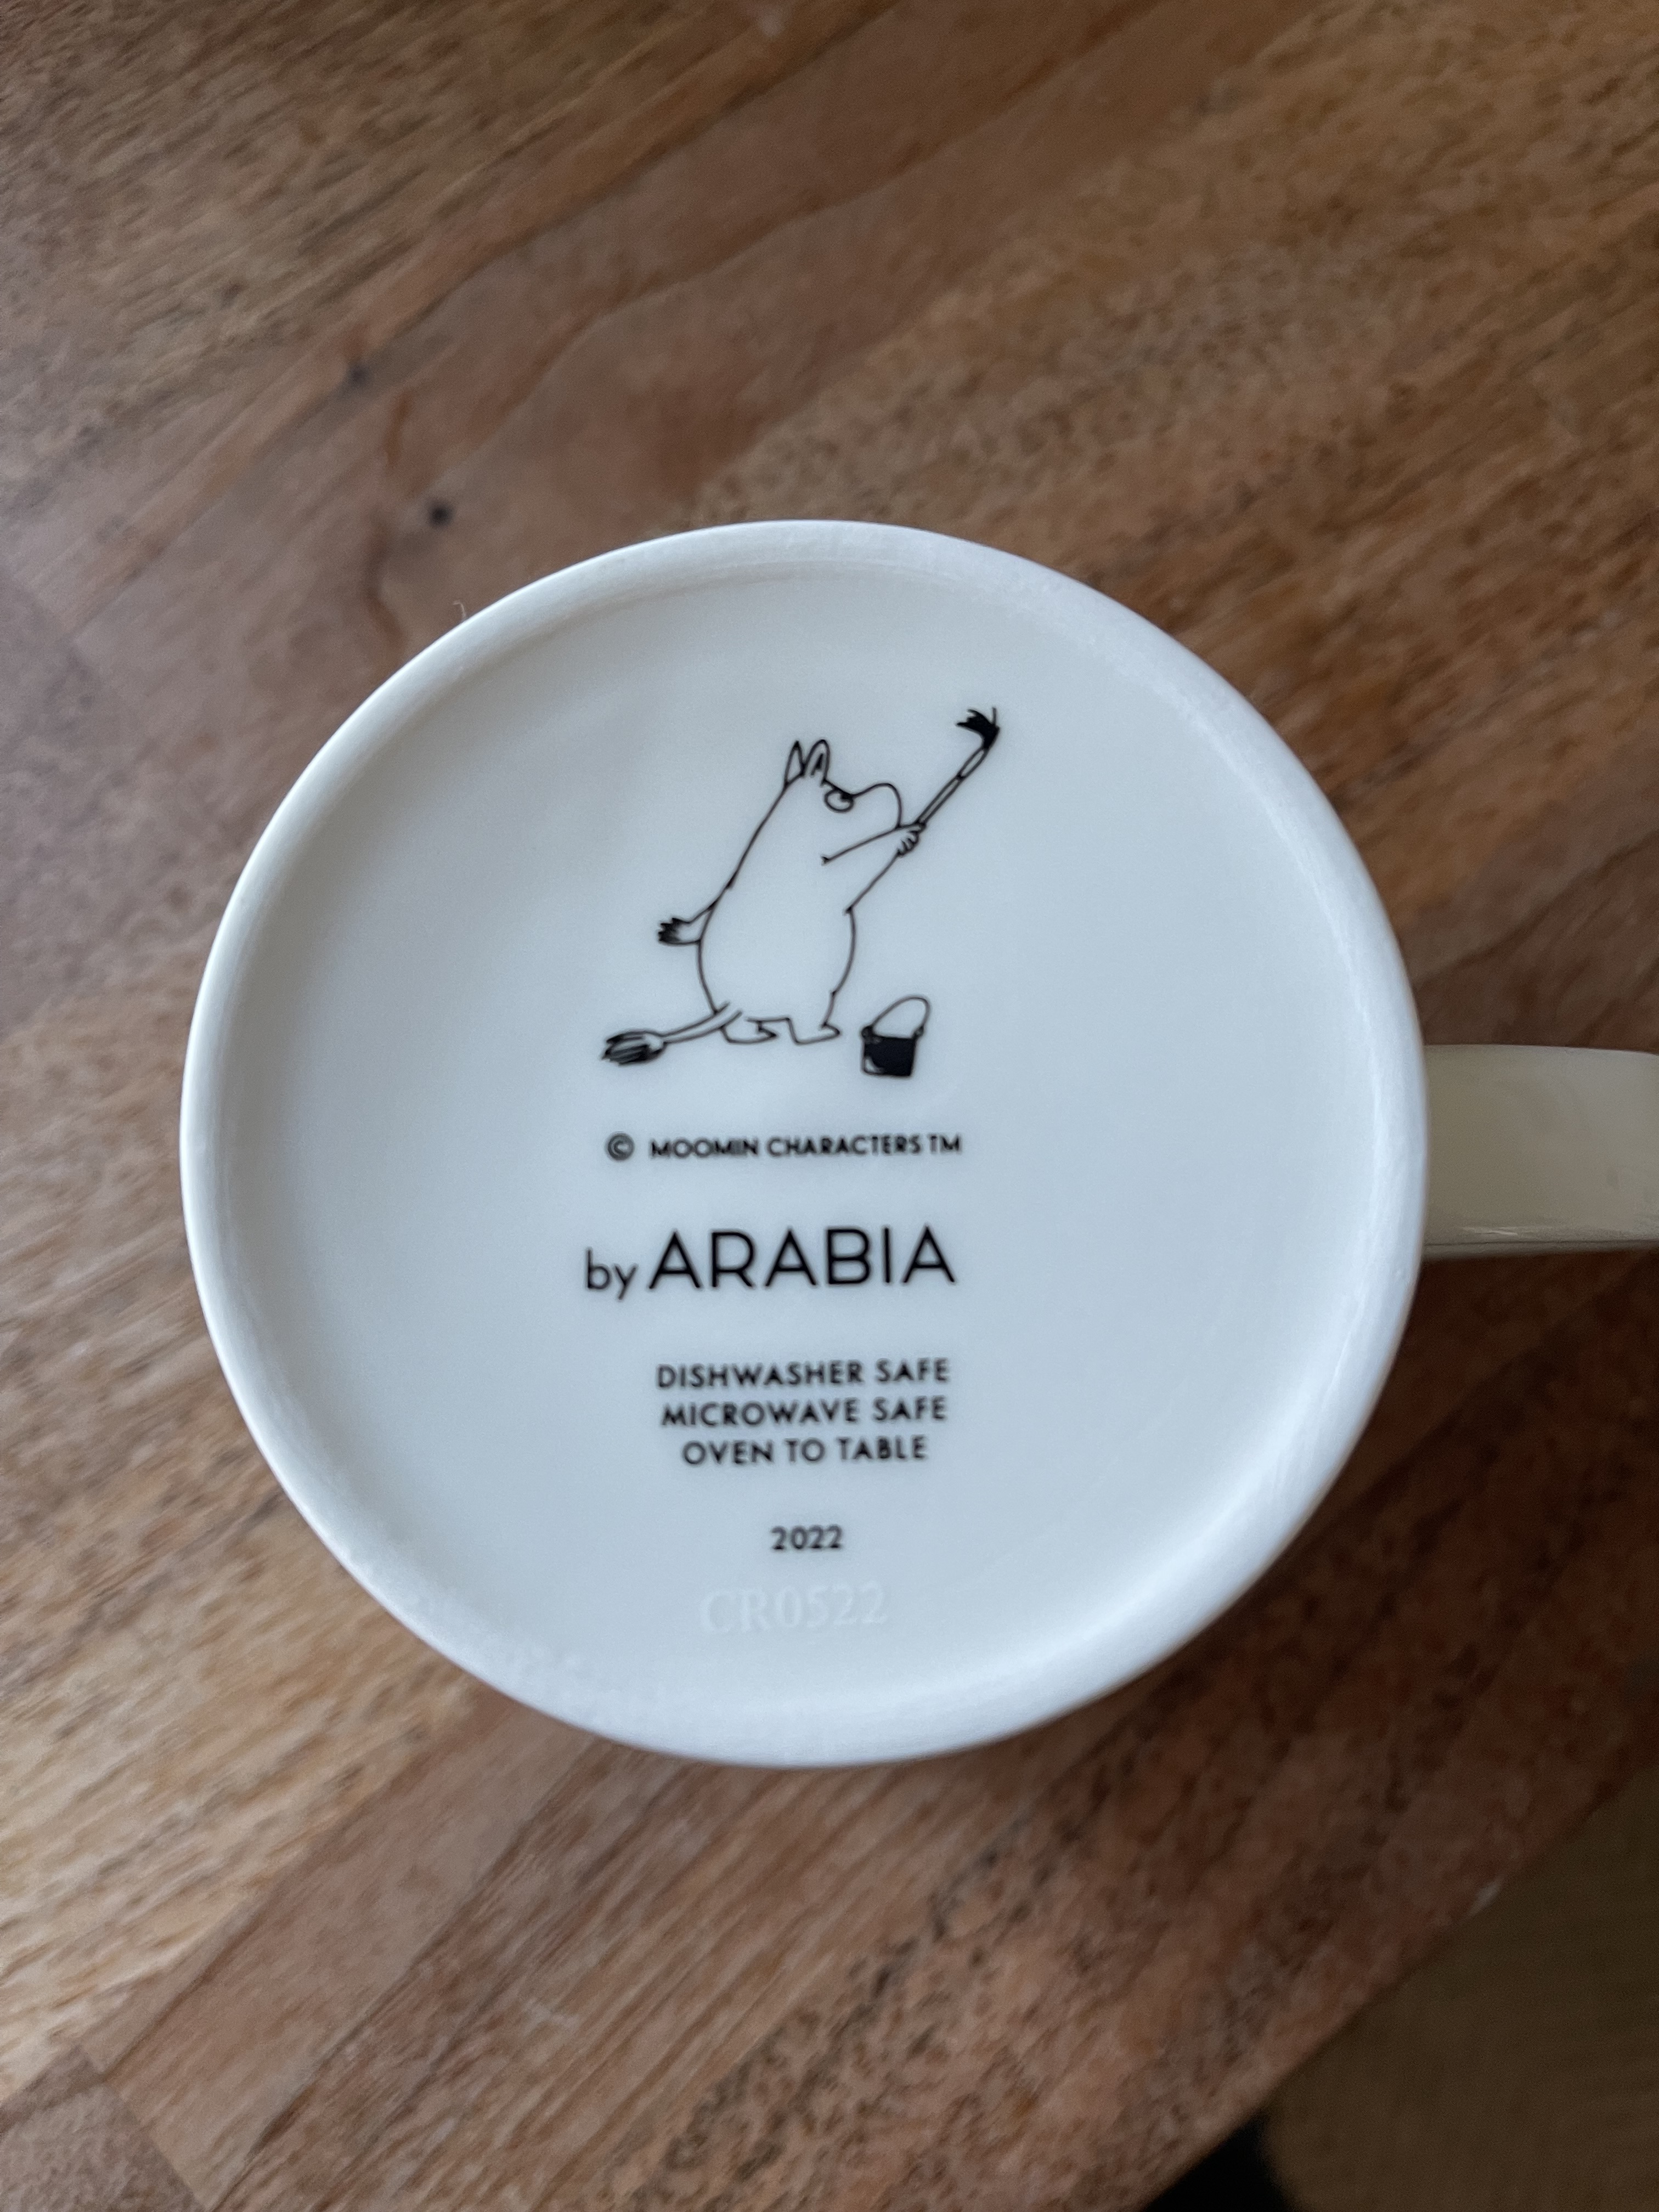 © MOOMIN CHARACTERS TM
by ARABIA
DISHWASHER SAFE
MICROWAVE SAFE
OVEN TO TABLE
2022
CR0522